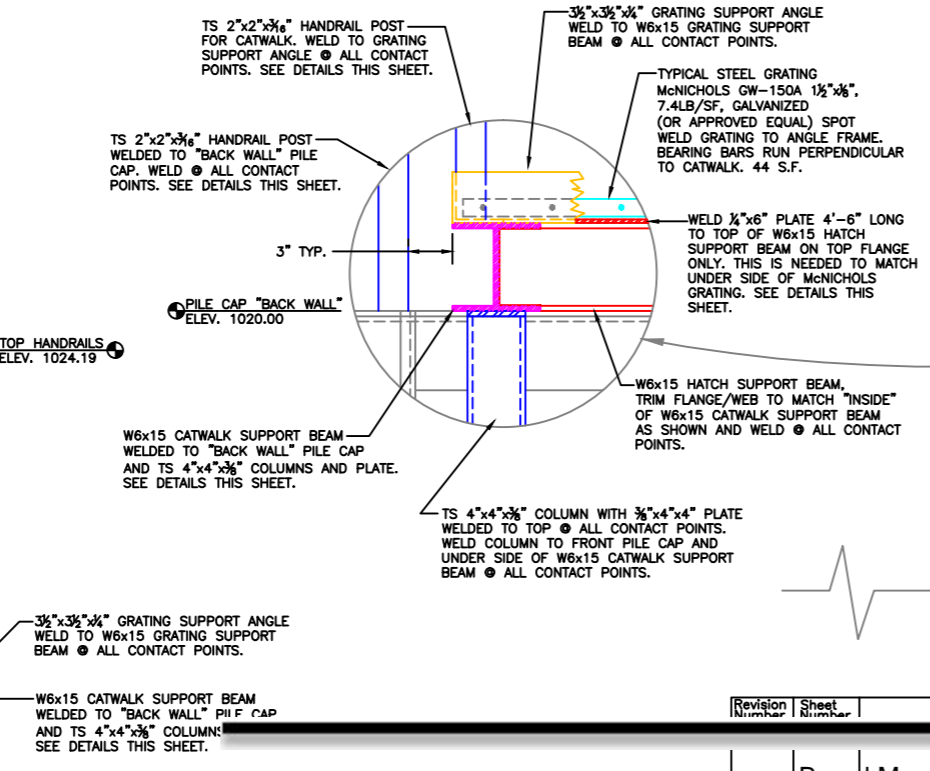 TS 2"x2"x3/16" HANDRAIL POST
FOR CATWALK. WELD TO GRATING
SUPPORT ANGLE @ ALL CONTACT
POINTS. SEE DETAILS THIS SHEET.
3½"x3½"x¼" GRATING SUPPORT ANGLE
WELD TO W6x15 GRATING SUPPORT
BEAM @ ALL CONTACT POINTS.
TYPICAL STEEL GRATING
McNICHOLS GW-150A 1½"x⅛",
7.4LB/SF, GALVANIZED
(OR APPROVED EQUAL) SPOT
WELD GRATING TO ANGLE FRAME.
BEARING BARS RUN PERPENDICULAR
TO CATWALK. 44 S.F.
TS 2"x2"x3/16" HANDRAIL POST
WELDED TO "BACK WALL" PILE
CAP. WELD @ ALL CONTACT
POINTS. SEE DETAILS THIS SHEET.
WELD ¼"x6" PLATE 4'-6" LONG
TO TOP OF W6x15 HATCH
SUPPORT BEAM ON TOP FLANGE
ONLY. THIS IS NEEDED TO MATCH
UNDER SIDE OF McNICHOLS
GRATING. SEE DETAILS THIS
SHEET.
3" TYP.
PILE CAP "BACK WALL"
ELEV. 1020.00
TOP HANDRAILS
ELEV. 1024.19
W6x15 HATCH SUPPORT BEAM,
TRIM FLANGE/WEB TO MATCH "INSIDE"
OF W6x15 CATWALK SUPPORT BEAM
AS SHOWN AND WELD @ ALL CONTACT
POINTS.
W6x15 CATWALK SUPPORT BEAM
WELDED TO "BACK WALL" PILE CAP
AND TS 4"x4"x⅜" COLUMNS AND PLATE.
SEE DETAILS THIS SHEET.
TS 4"x4"x⅜" COLUMN WITH ⅜"x4"x4" PLATE
WELDED TO TOP @ ALL CONTACT POINTS.
WELD COLUMN TO FRONT PILE CAP AND
UNDER SIDE OF W6x15 CATWALK SUPPORT
BEAM @ ALL CONTACT POINTS.
3½"x3½"x¼" GRATING SUPPORT ANGLE
WELD TO W6x15 GRATING SUPPORT
BEAM @ ALL CONTACT POINTS.
W6x15 CATWALK SUPPORT BEAM
WELDED TO "BACK WALL" PILE CAP
AND TS 4"x4"x⅜" COLUMNS
SEE DETAILS THIS SHEET.
Revision Number
Sheet Number